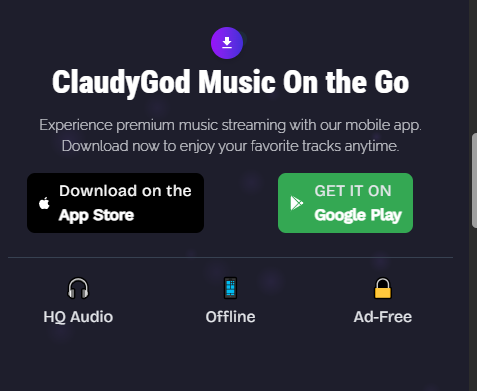 ClaudyGod Music On the Go
Experience premium music streaming with our mobile app.
Download now to enjoy your favorite tracks anytime.
Download on the
App Store
GET IT ON
Google Play
HQ Audio
Offline
Ad-Free